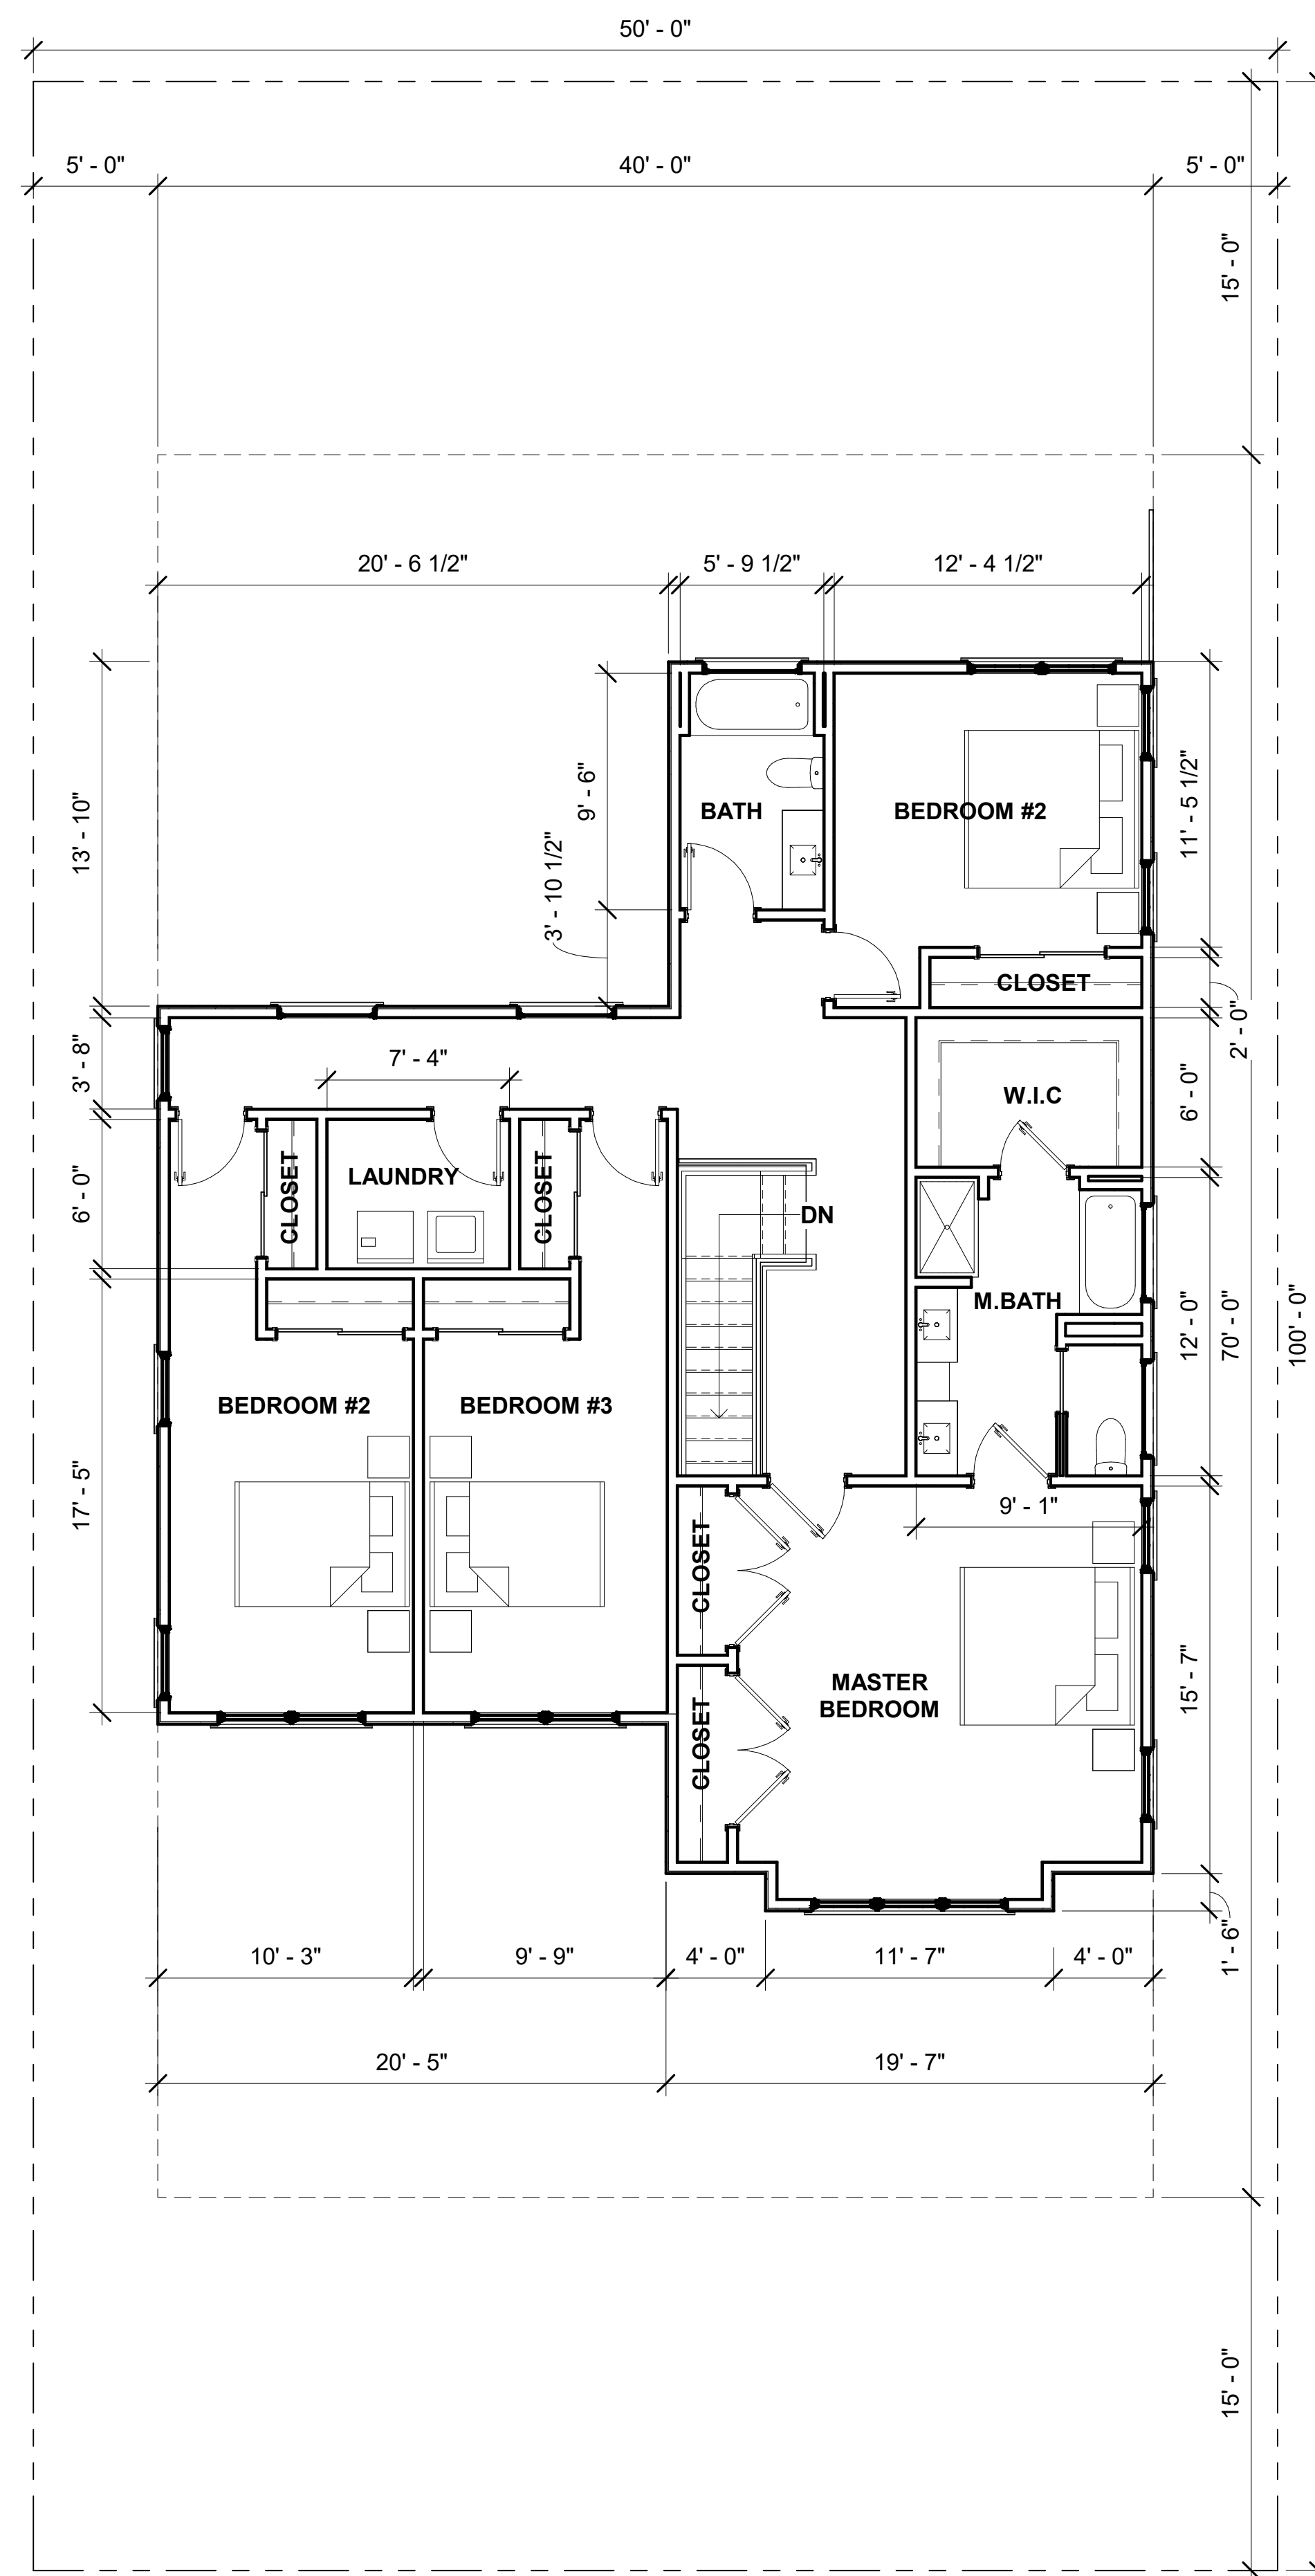 50' - 0"
5' - 0"
40' - 0"
5' - 0"
15' - 0"
20' - 6 1/2"
5' - 9 1/2"
12' - 4 1/2"
13' - 10"
9' - 6"
3' - 10 1/2"
BATH
BEDROOM #2
11' - 5 1/2"
CLOSET
2' - 0"
3' - 8"
7' - 4"
W.I.C
6' - 0"
6' - 0"
CLOSET
LAUNDRY
CLOSET
DN
M.BATH
12' - 0"
70' - 0"
100' - 0"
BEDROOM #2
BEDROOM #3
17' - 5"
9' - 1"
CLOSET
MASTER
BEDROOM
15' - 7"
CLOSET
10' - 3"
9' - 9"
4' - 0"
11' - 7"
4' - 0"
1' - 6"
20' - 5"
19' - 7"
15' - 0"